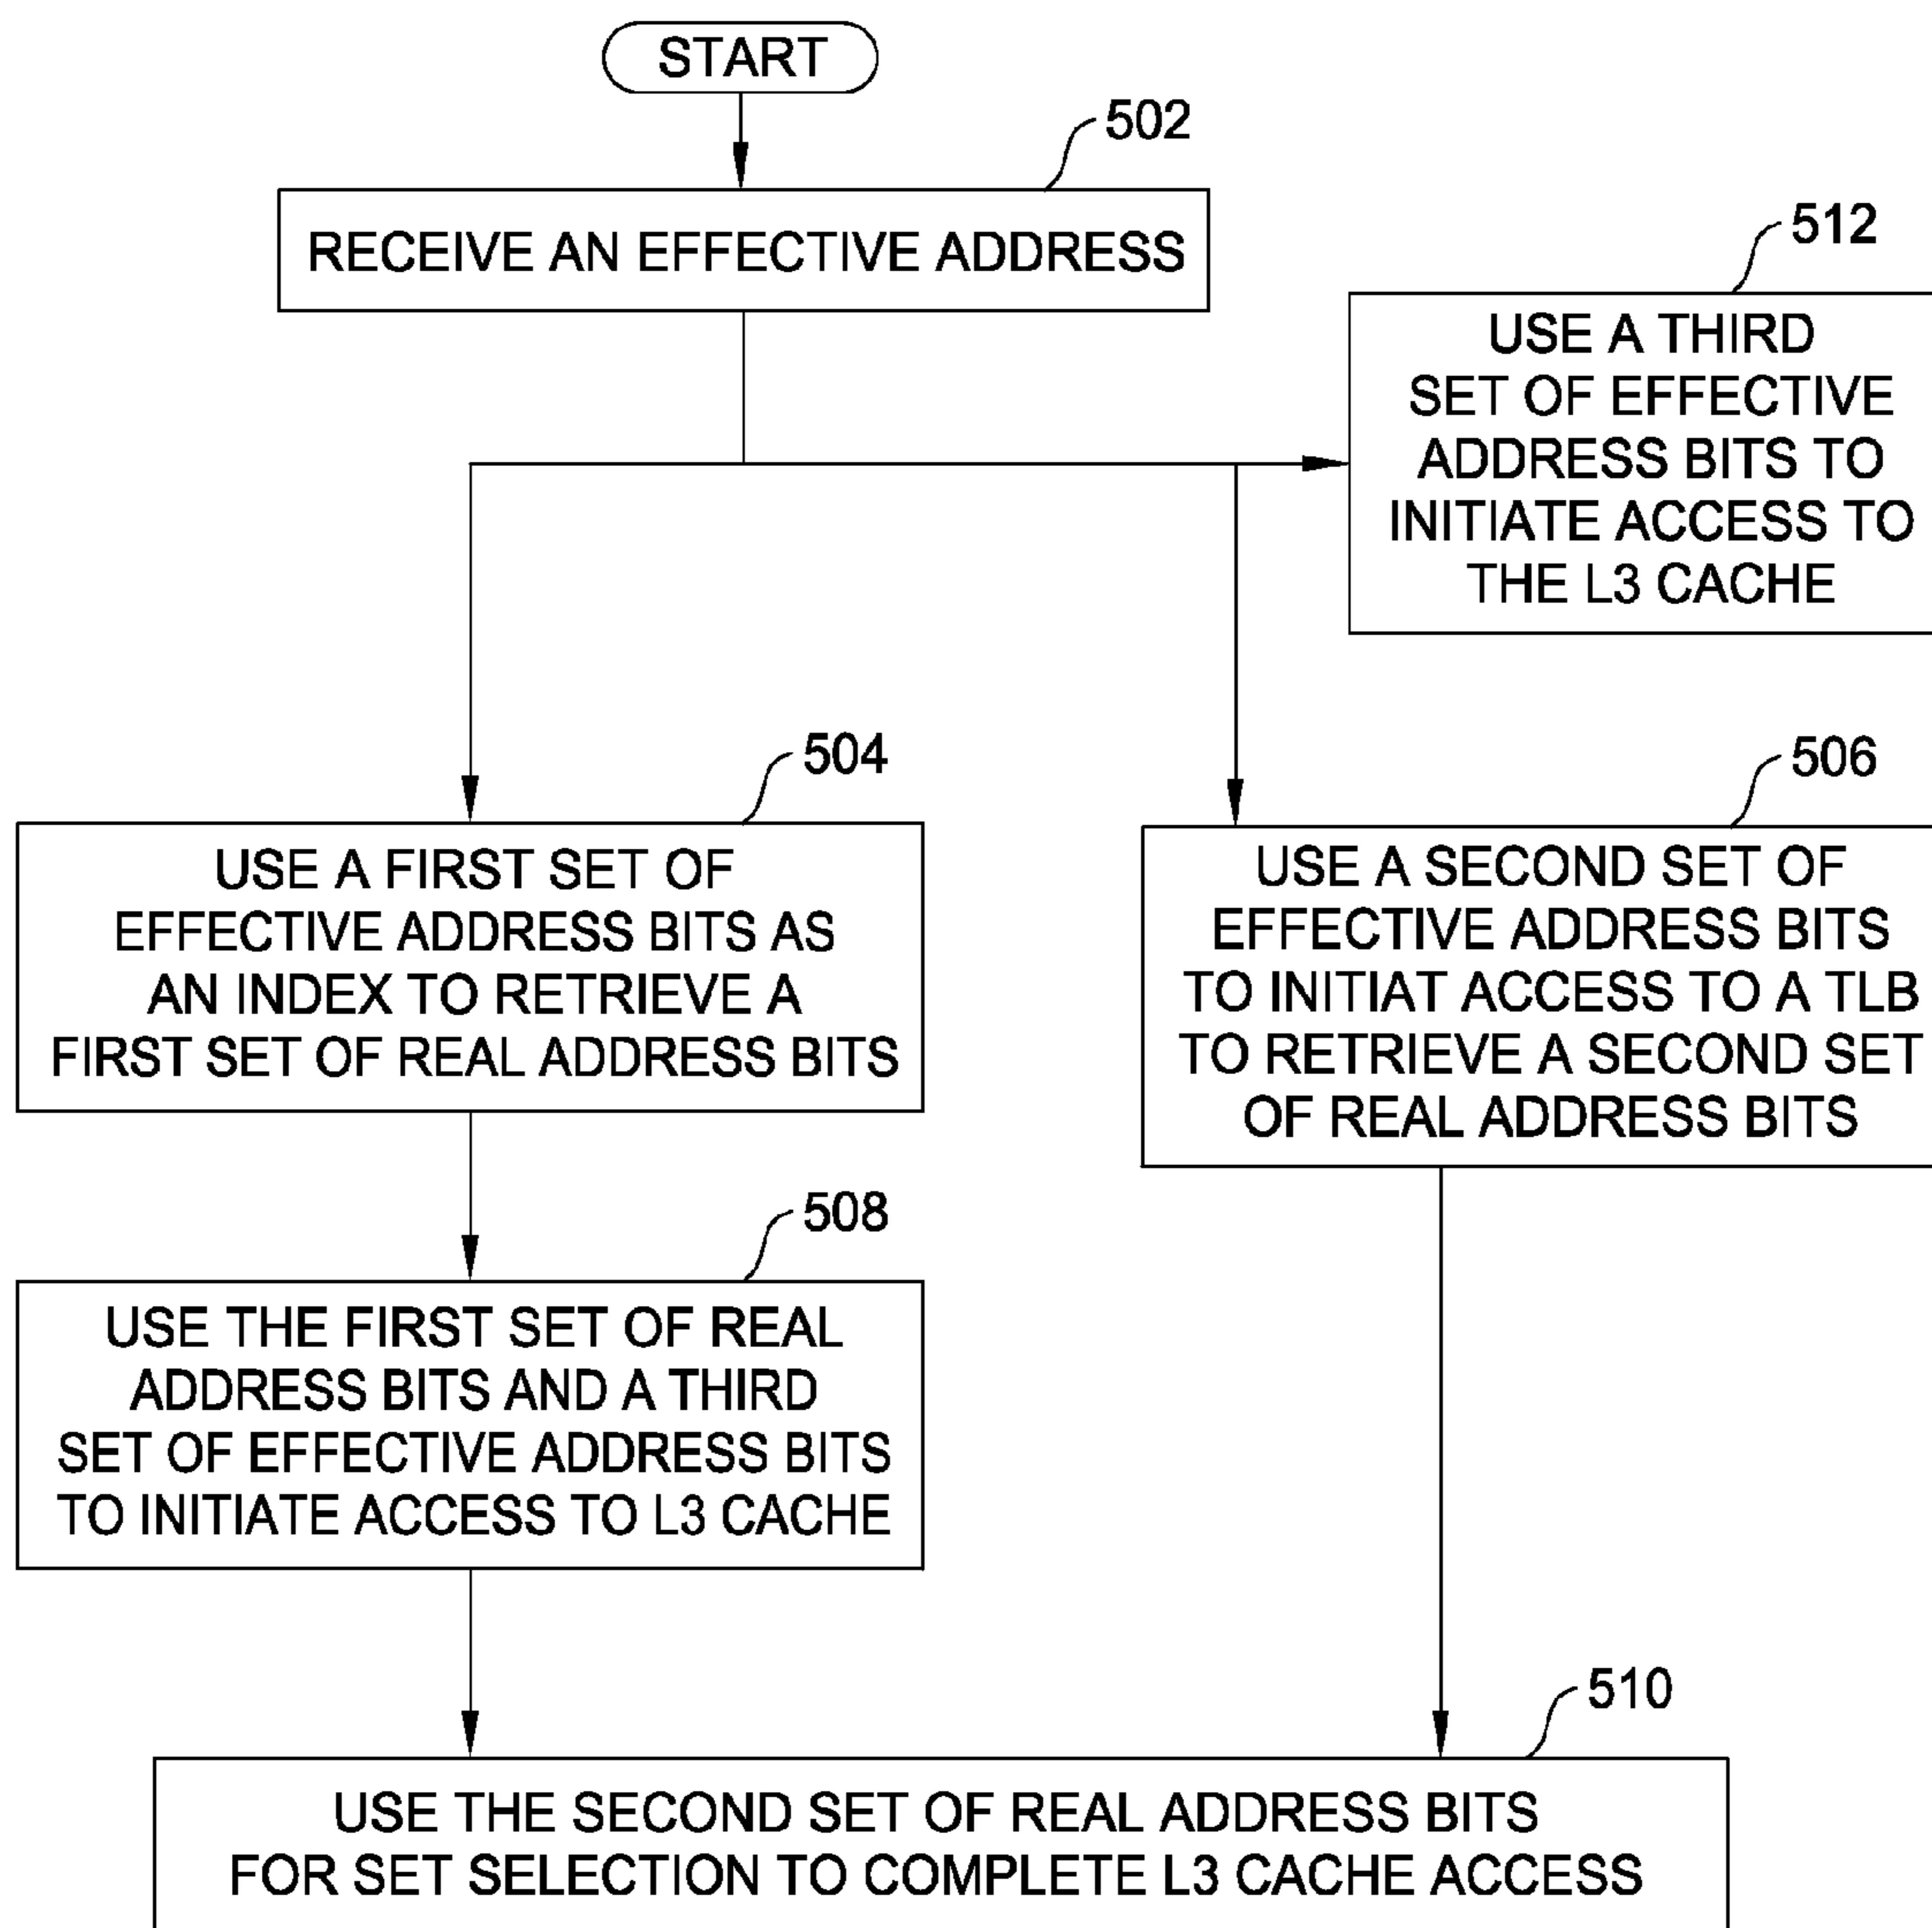 START
502
RECEIVE AN EFFECTIVE ADDRESS
512
USE A THIRD
SET OF EFFECTIVE
ADDRESS BITS TO
INITIATE ACCESS TO
THE L3 CACHE
504
USE A FIRST SET OF
EFFECTIVE ADDRESS BITS AS
AN INDEX TO RETRIEVE A
FIRST SET OF REAL ADDRESS BITS
506
USE A SECOND SET OF
EFFECTIVE ADDRESS BITS
TO INITIAT ACCESS TO A TLB
TO RETRIEVE A SECOND SET
OF REAL ADDRESS BITS
508
USE THE FIRST SET OF REAL
ADDRESS BITS AND A THIRD
SET OF EFFECTIVE ADDRESS BITS
TO INITIATE ACCESS TO L3 CACHE
510
USE THE SECOND SET OF REAL ADDRESS BITS
FOR SET SELECTION TO COMPLETE L3 CACHE ACCESS